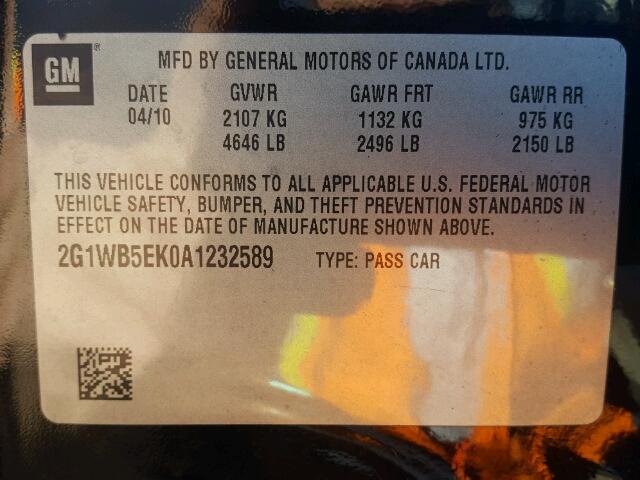 GM ®
MFD BY GENERAL MOTORS OF CANADA LTD.
DATE GVWR GAWR FRT GAWR RR
04/10 2107 KG 1132 KG 975 KG
4646 LB 2496 LB 2150 LB
THIS VEHICLE CONFORMS TO ALL APPLICABLE U.S. FEDERAL MOTOR
VEHICLE SAFETY, BUMPER, AND THEFT PREVENTION STANDARDS IN
EFFECT ON THE DATE OF MANUFACTURE SHOWN ABOVE.
2G1WB5EK0A1232589 TYPE: PASS CAR